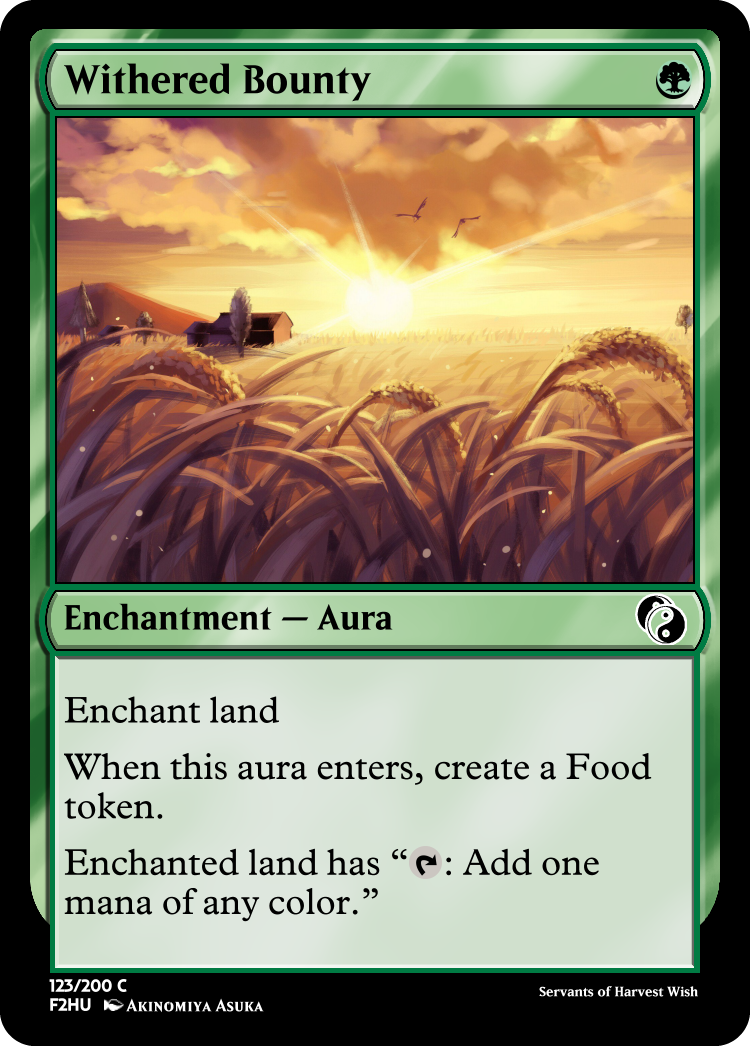 Withered Bounty
Enchantment — Aura
Enchant land
When this aura enters, create a Food
token.
Enchanted land has “: Add one
mana of any color.”
123/200 C
F2HU AKINOMIYA ASUKA
Servants of Harvest Wish